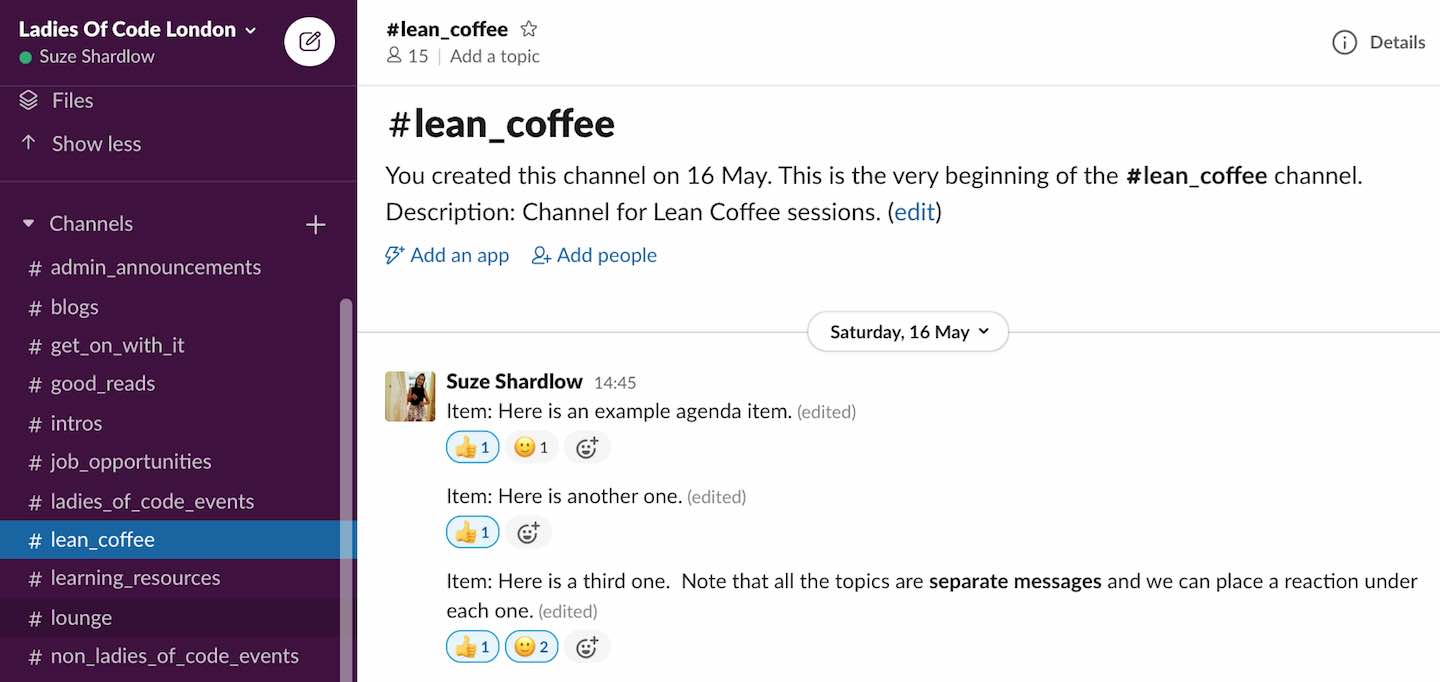 Ladies Of Code London
Suze Shardlow
Files
Show less
Channels
# admin_announcements
# blogs
# get_on_with_it
# good_reads
# intros
# job_opportunities
# ladies_of_code_events
# lean_coffee
# learning_resources
# lounge
# non_ladies_of_code_events
#lean_coffee
15 | Add a topic
Details
#lean_coffee
You created this channel on 16 May. This is the very beginning of the #lean_coffee channel.
Description: Channel for Lean Coffee sessions. (edit)
Add an app Add people
Saturday, 16 May
Suze Shardlow 14:45
Item: Here is an example agenda item. (edited)
👍 1 🙂 1
Item: Here is another one. (edited)
👍 1
Item: Here is a third one. Note that all the topics are separate messages and we can place a reaction under
each one. (edited)
👍 1 🙂 2